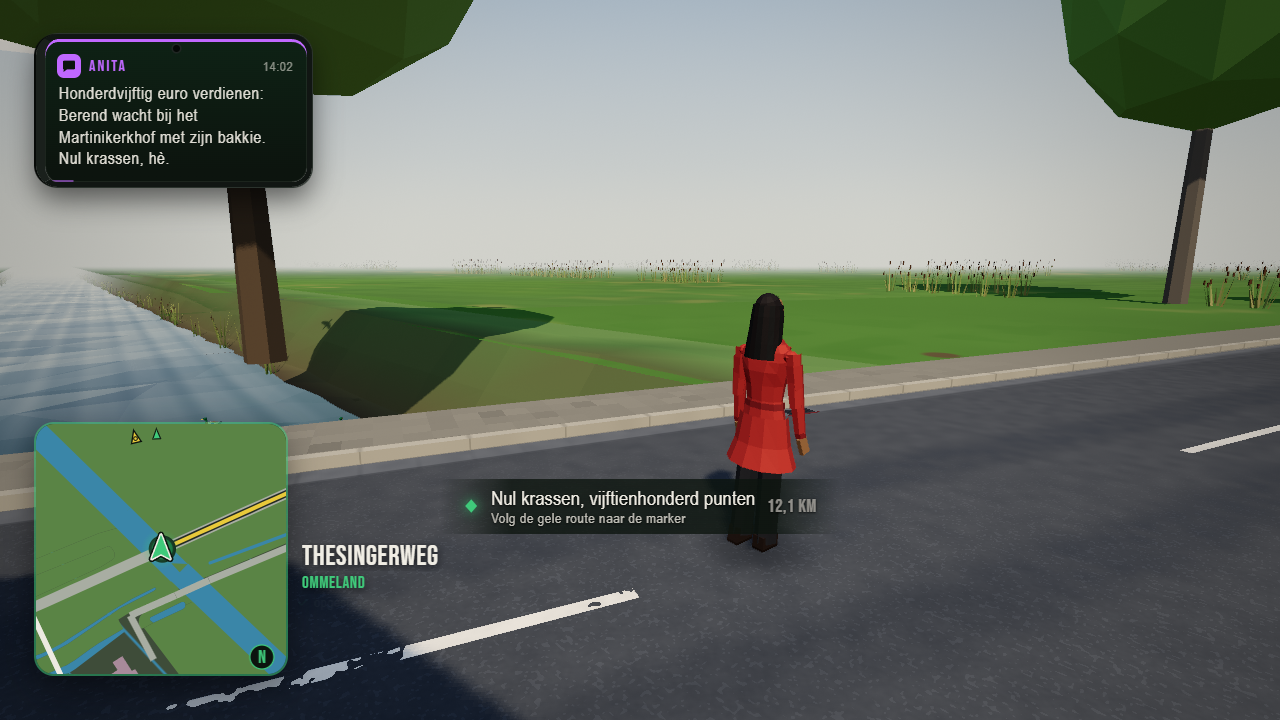 ANITA 14:02
Honderdvijftig euro verdienen:
Berend wacht bij het
Martinikerkhof met zijn bakkie.
Nul krassen, hè.
Nul krassen, vijftienhonderd punten 12,1 KM
Volg de gele route naar de marker
THESINGERWEG
OMMELAND
N